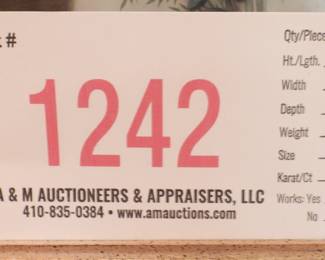 #
1242
A & M AUCTIONEERS & APPRAISERS, LLC
410-835-0384 • www.amauctions.com
Qty/Piece
Ht./Lgth.
Width
Depth
Weight
Size
Karat/Ct
Works: Yes
No